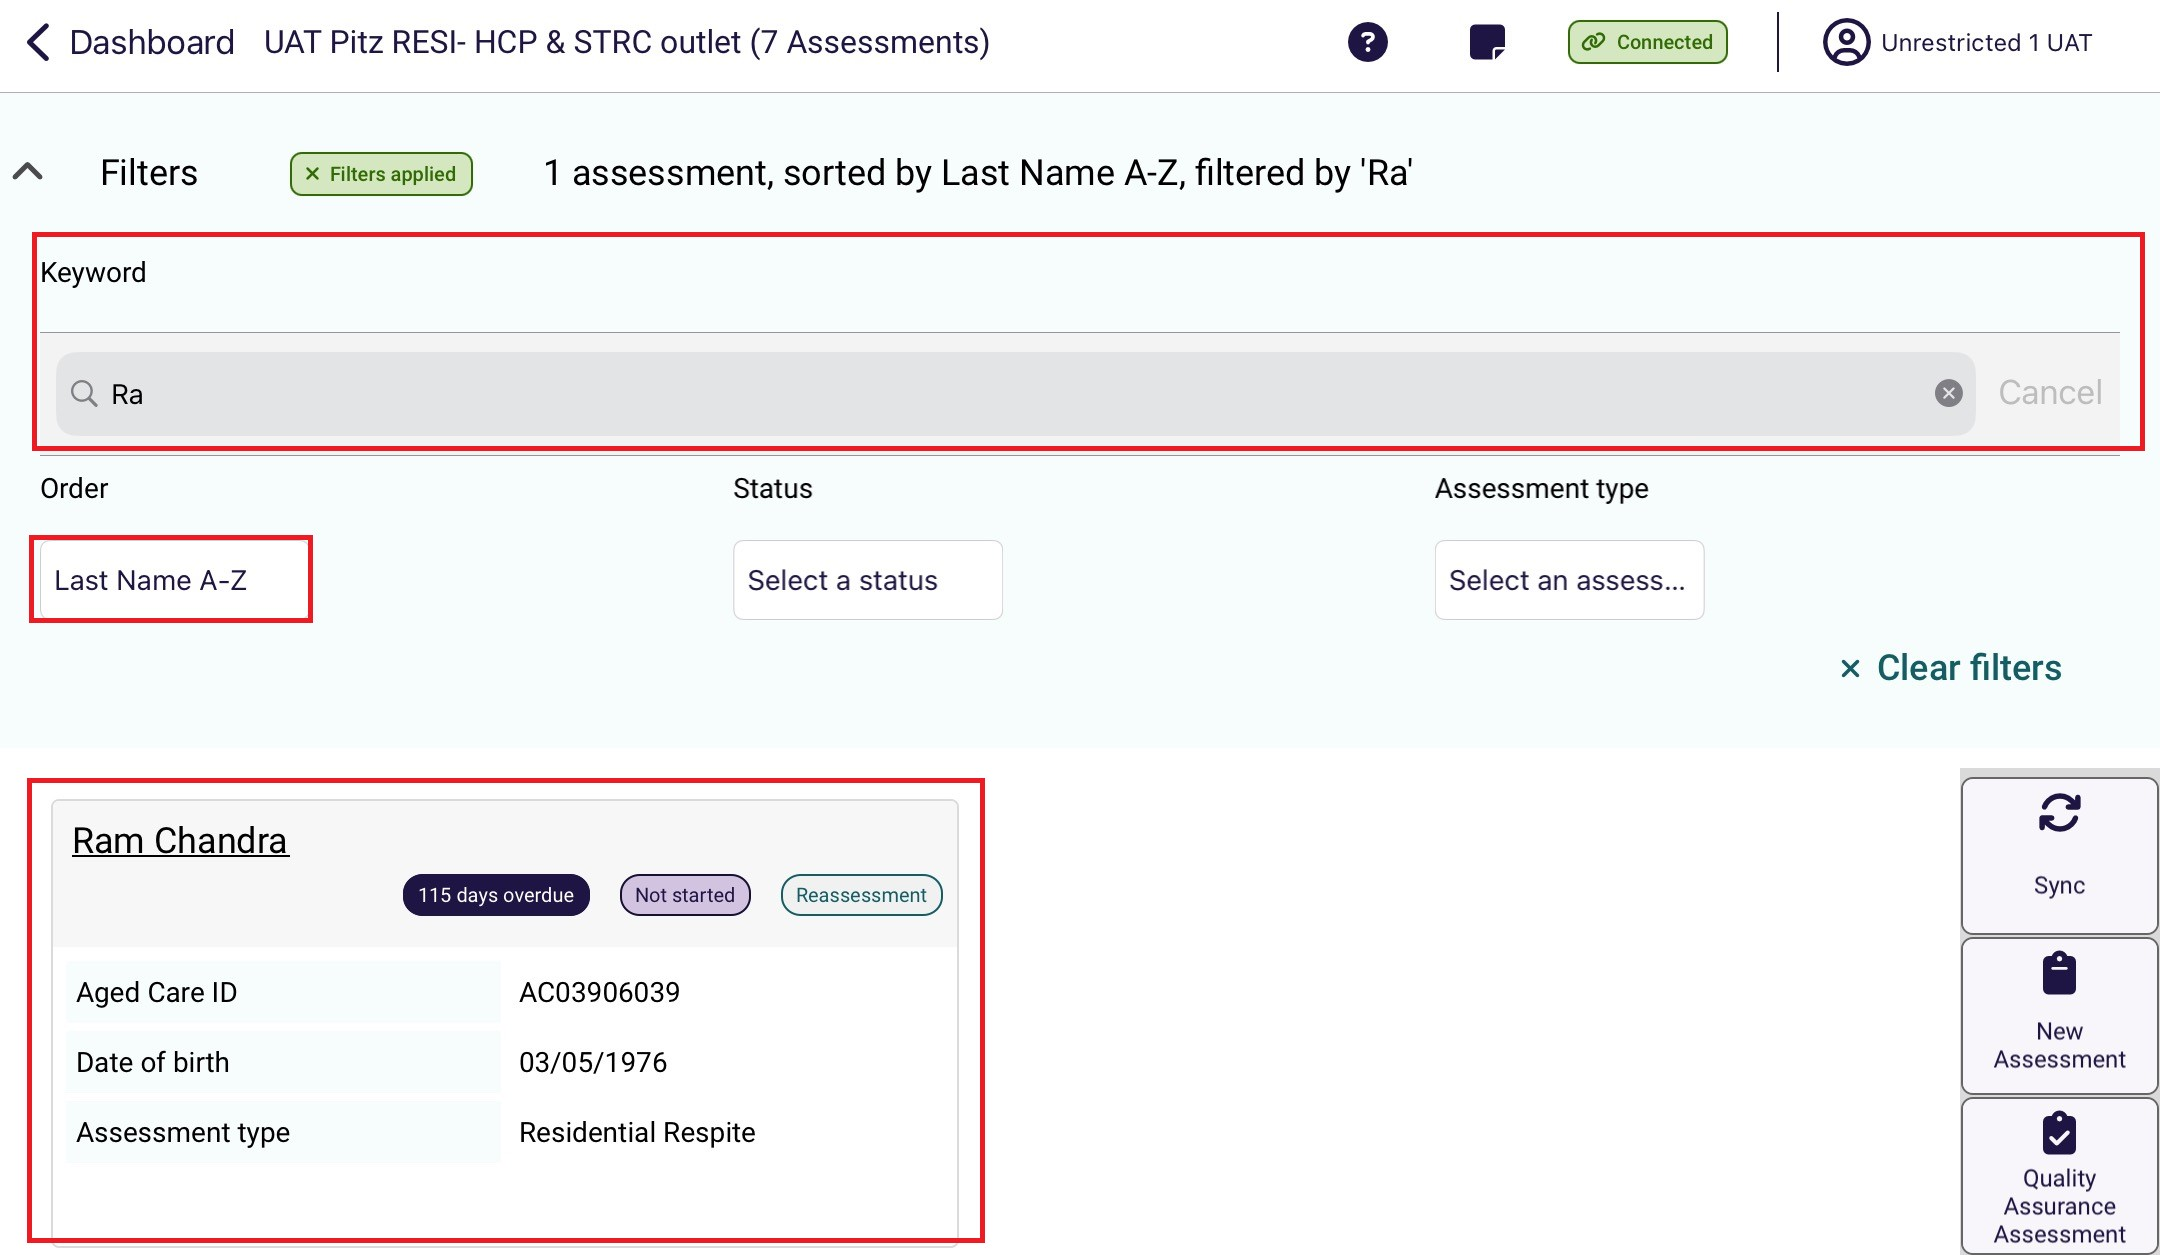 Dashboard UAT Pitz RESI- HCP & STRC outlet (7 Assessments) ? Connected Unrestricted 1 UAT
Filters Filters applied 1 assessment, sorted by Last Name A-Z, filtered by 'Ra'
Keyword
Ra Cancel
Order Status Assessment type
Last Name A-Z Select a status Select an assess...
Clear filters
Ram Chandra
115 days overdue Not started Reassessment
Aged Care ID AC03906039
Date of birth 03/05/1976
Assessment type Residential Respite
Sync
New
Assessment
Quality
Assurance
Assessment